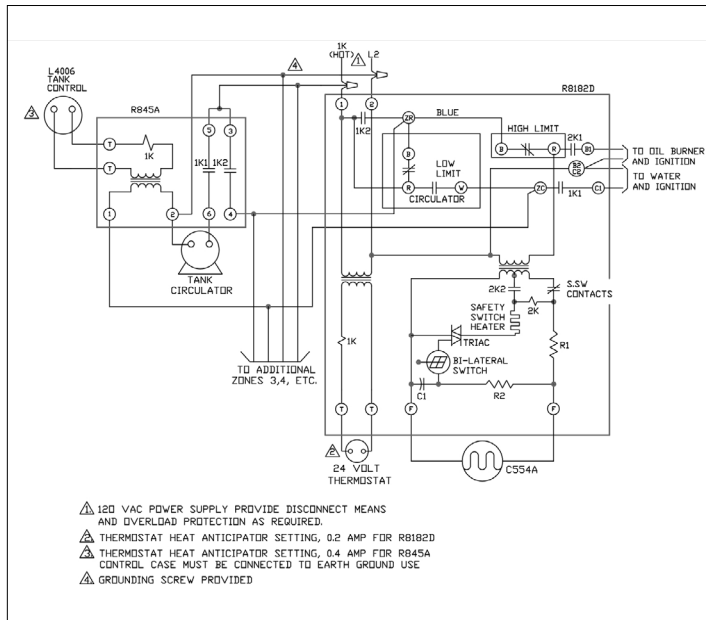 1K
(HOT) L2
4
1
L4006
TANK
CONTROL
3
R845A
R8182D
1
2
ZR
BLUE
1K2
HIGH LIMIT
2K1
B
R
B1
TO OIL BURNER
AND IGNITION
T
1K
5
3
1K1
1K2
B
LOW
LIMIT
B2
C2
TO WATER
AND IGNITION
T
R
W
CIRCULATOR
ZC
1K1
C1
1
2
6
4
TANK
CIRCULATOR
2K2
S.SW
CONTACTS
SAFETY
SWITCH
HEATER
2K
1K
TRIAC
R1
BI-LATERAL
SWITCH
TO ADDITIONAL
ZONES 3,4, ETC.
C1
R2
T
T
F
F
2
24 VOLT
THERMOSTAT
C554A
1 120 VAC POWER SUPPLY PROVIDE DISCONNECT MEANS
AND OVERLOAD PROTECTION AS REQUIRED.
2 THERMOSTAT HEAT ANTICIPATOR SETTING, 0.2 AMP FOR R8182D
3 THERMOSTAT HEAT ANTICIPATOR SETTING, 0.4 AMP FOR R845A
CONTROL CASE MUST BE CONNECTED TO EARTH GROUND USE
4 GROUNDING SCREW PROVIDED